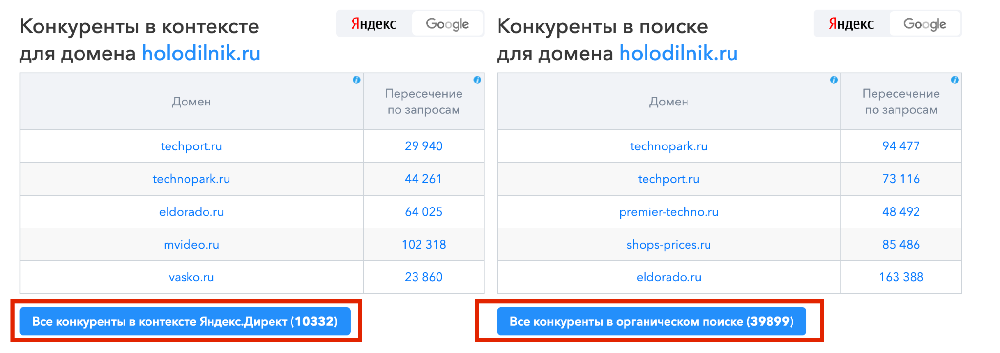 Конкуренты в контексте
для домена holodilnik.ru
Яндекс Google
Домен
Пересечение
по запросам
techport.ru 29 940
technopark.ru 44 261
eldorado.ru 64 025
mvideo.ru 102 318
vasko.ru 23 860
Все конкуренты в контексте Яндекс.Директ (10332)
Конкуренты в поиске
для домена holodilnik.ru
Яндекс Google
Домен
Пересечение
по запросам
technopark.ru 94 477
techport.ru 73 116
premier-techno.ru 48 492
shops-prices.ru 85 486
eldorado.ru 163 388
Все конкуренты в органическом поиске (39899)